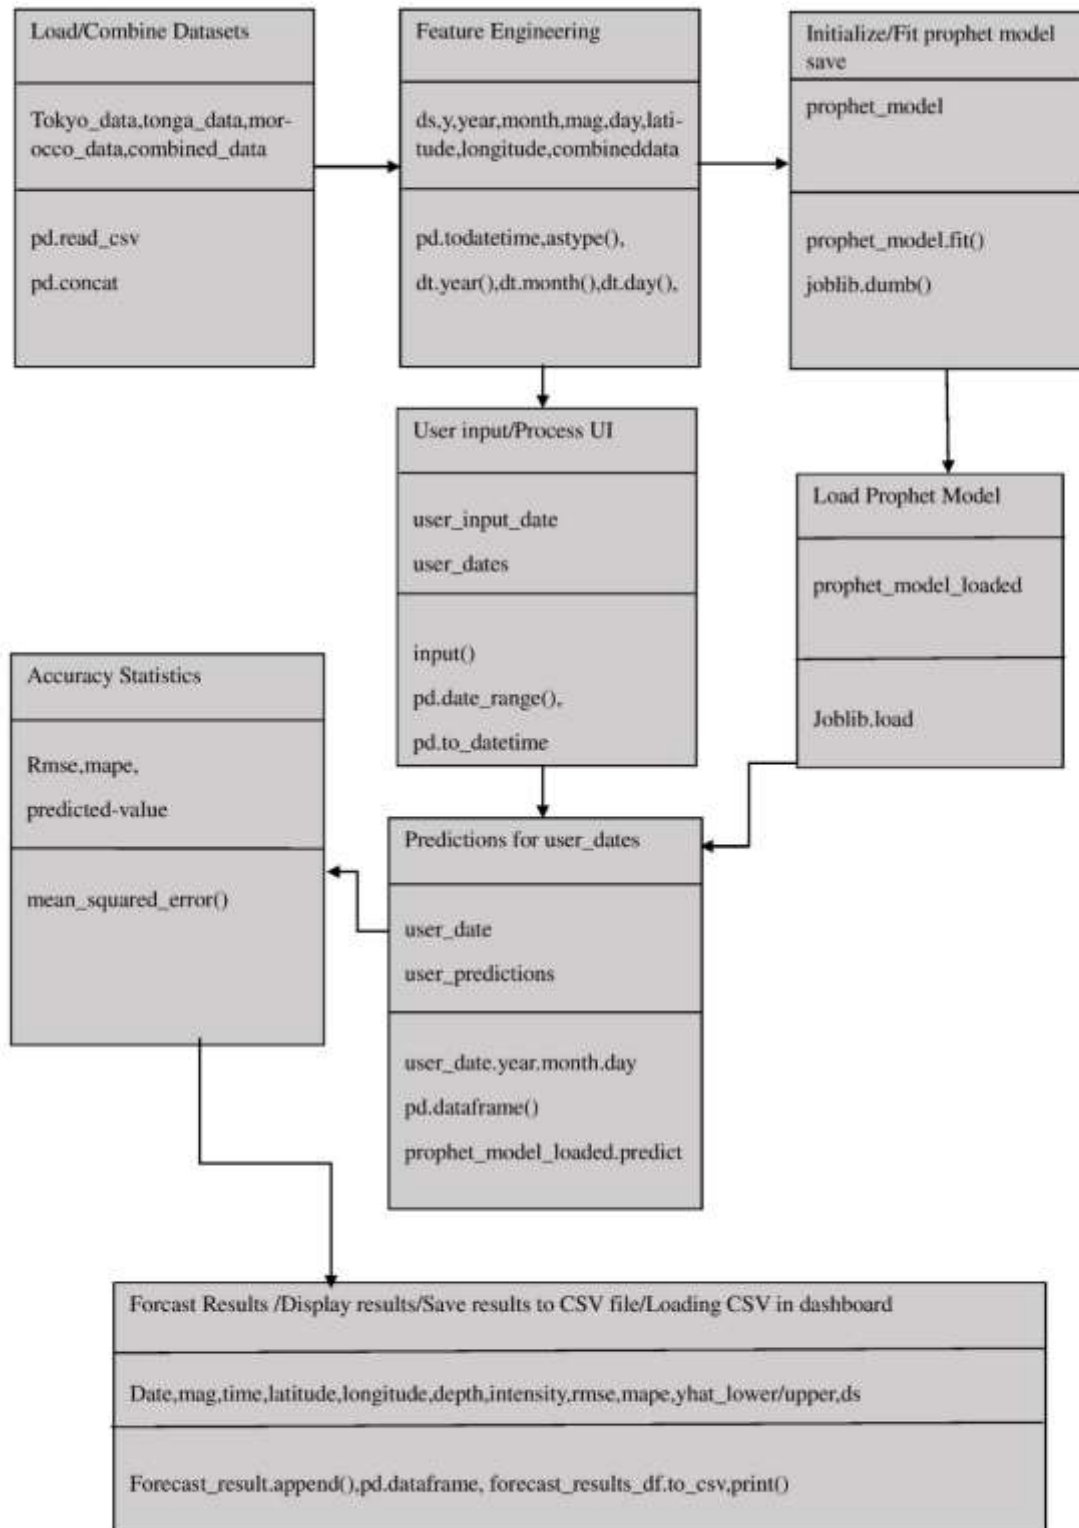 Load/Combine Datasets
Tokyo_data,tonga_data,mor-
occo_data,combined_data
pd.read_csv
pd.concat
Feature Engineering
ds,y,year,month,mag,day,lati-
tude,longitude,combineddata
pd.todatetime,astype(),
dt.year(),dt.month(),dt.day(),
Initialize/Fit prophet model
save
prophet_model
prophet_model.fit()
joblib.dumb()
User input/Process UI
user_input_date
user_dates
input()
pd.date_range(),
pd.to_datetime
Load Prophet Model
prophet_model_loaded
Joblib.load
Accuracy Statistics
Rmse,mape,
predicted-value
mean_squared_error()
Predictions for user_dates
user_date
user_predictions
user_date.year.month.day
pd.dataframe()
prophet_model_loaded.predict
Forcast Results /Display results/Save results to CSV file/Loading CSV in dashboard
Date,mag,time,latitude,longitude,depth,intensity,rmse,mape,yhat_lower/upper,ds
Forecast_result.append(),pd.dataframe, forecast_results_df.to_csv,print()